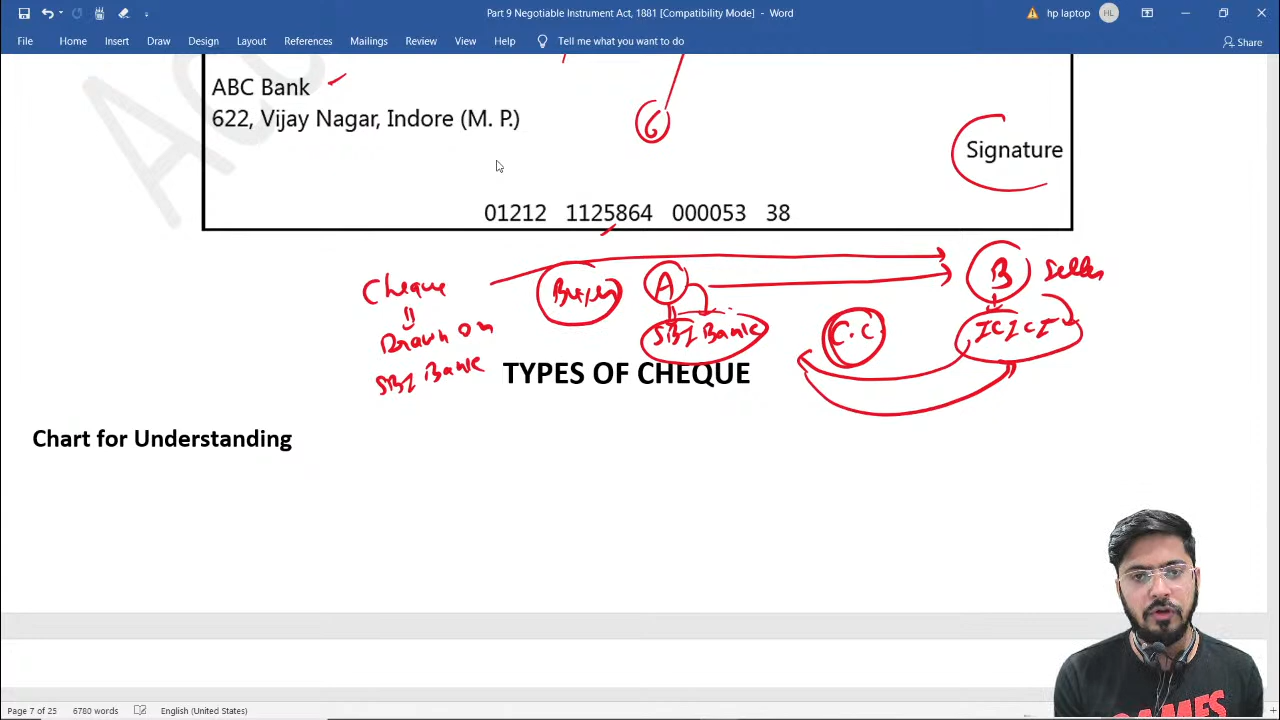 Part 9 Negotiable Instrument Act, 1881 [Compatibility Mode] - Word
hp laptop HL
File Home Insert Draw Design Layout References Mailings Review View Help Tell me what you want to do Share
Acc
ABC Bank
622, Vijay Nagar, Indore (M. P.)
6
Signature
01212 1125864 000053 38
Cheque
Buyer A B Seller
Drawn On
SBI Bank
SBI Bank C.C ICICI
TYPES OF CHEQUE
Chart for Understanding
GAMES
Page 7 of 25 6780 words English (United States)